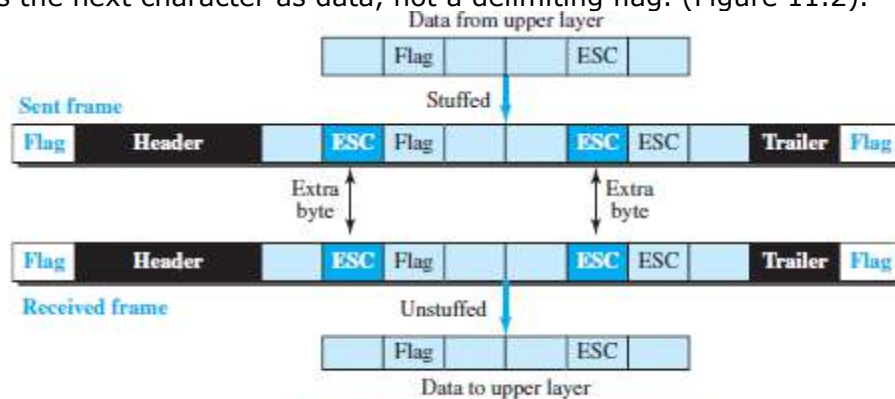 s the next character as data, not a delimiting flag. (Figure 11.2).
Data from upper layer
Flag ESC
Stuffed
Sent frame
Flag Header ESC Flag ESC ESC Trailer Flag
Extra byte
Extra byte
Flag Header ESC Flag ESC ESC Trailer Flag
Received frame
Unstuffed
Flag ESC
Data to upper layer